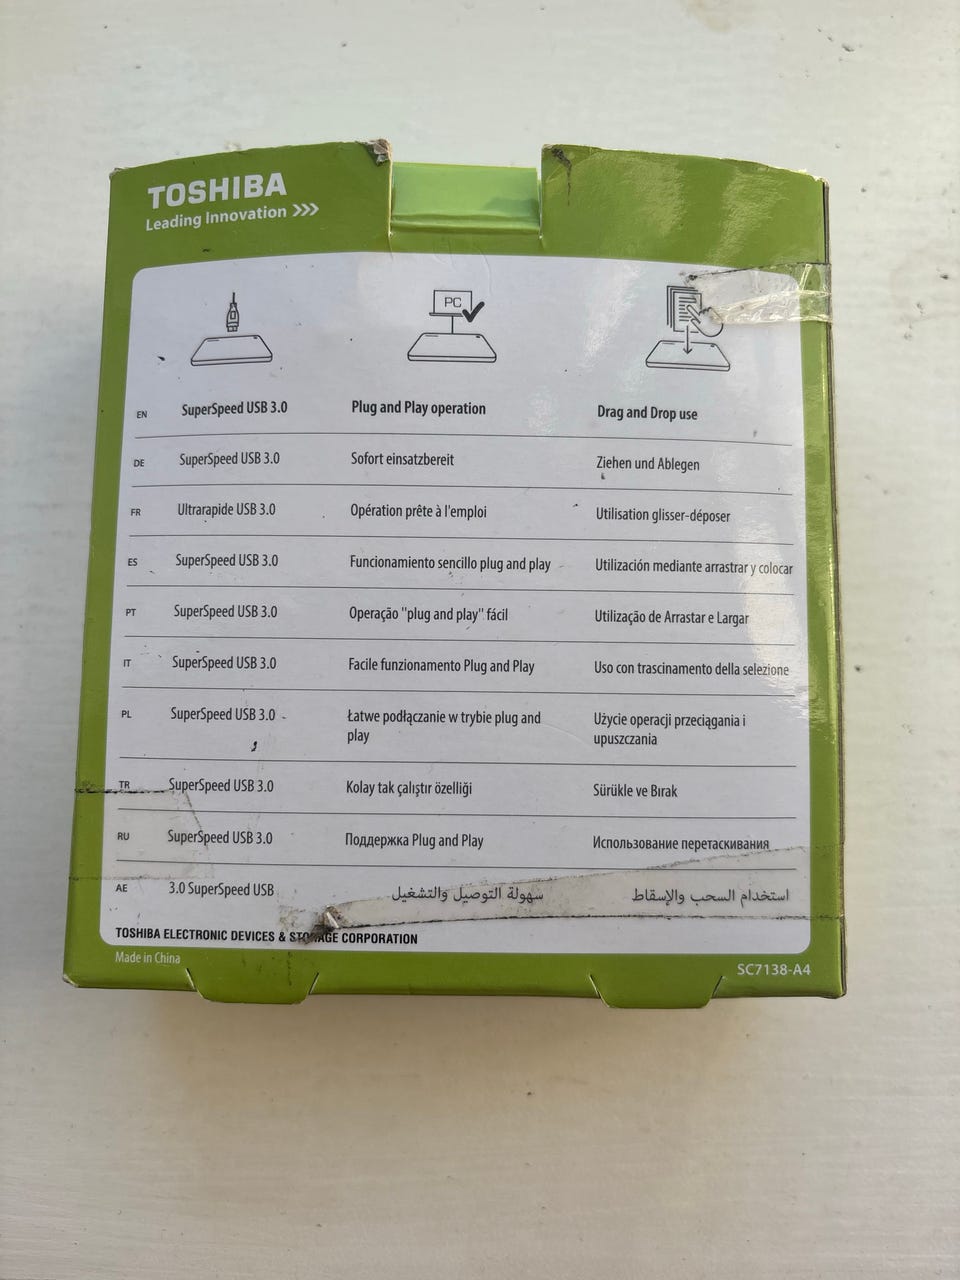 TOSHIBA
Leading Innovation >>>
PC
EN SuperSpeed USB 3.0 Plug and Play operation Drag and Drop use
DE SuperSpeed USB 3.0 Sofort einsatzbereit Ziehen und Ablegen
FR Ultrarapide USB 3.0 Opération prête à l'emploi Utilisation glisser-déposer
ES SuperSpeed USB 3.0 Funcionamiento sencillo plug and play Utilización mediante arrastrar y colocar
PT SuperSpeed USB 3.0 Operação "plug and play" fácil Utilização de Arrastar e Largar
IT SuperSpeed USB 3.0 Facile funzionamento Plug and Play Uso con trascinamento della selezione
PL SuperSpeed USB 3.0 Łatwe podłączanie w trybie plug and Użycie operacji przeciągania i
play upuszczania
TR SuperSpeed USB 3.0 Kolay tak çalıştır özelliği Sürükle ve Bırak
RU SuperSpeed USB 3.0 Поддержка Plug and Play Использование перетаскивания
AE 3.0 SuperSpeed USB سهولة التوصيل والتشغيل استخدام السحب والإسقاط
TOSHIBA ELECTRONIC DEVICES & STORAGE CORPORATION
Made in China
SC7138-A4